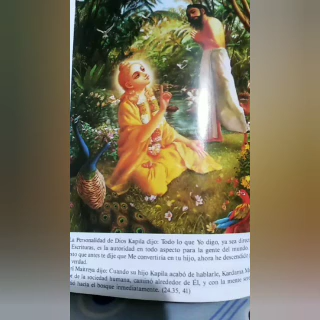 La Personalidad de Dios Kapila dijo: Todo lo que Yo digo, ya sea direc
Escrituras, es la autoridad en todo aspecto para la gente del mundo.
que antes te dije que Me convertiría en tu hijo, ahora he descendido
verdad.
Maitreya dijo: Cuando su hijo Kapila acabó de hablarle, Kardama, M
de la sociedad humana, caminó alrededor de Él, y con la mente
hacia el bosque inmediatamente. (24.35, 41)